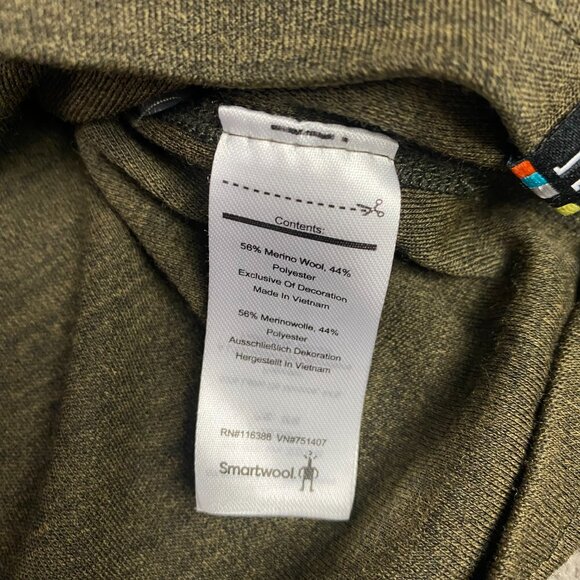 Contents:
56% Merino Wool, 44%
Polyester
Exclusive Of Decoration
Made In Vietnam
56% Merinowolle, 44%
Polyester
Ausschließlich Dekoration
Hergestellt In Vietnam
RN#116388 VN#751407
Smartwool.